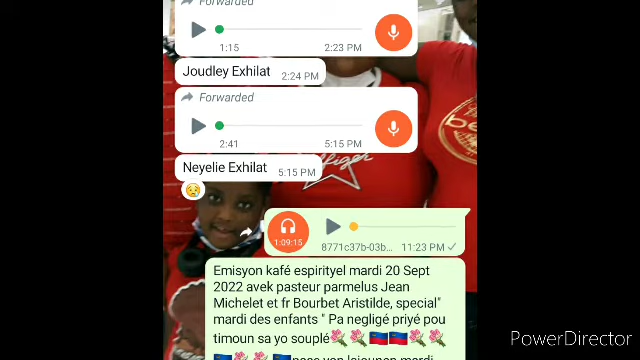 Forwarded
1:15 2:23 PM
Joudley Exhilat 2:24 PM
Forwarded
2:41 5:15 PM
Neyelie Exhilat 5:15 PM
1:09:15
8771c37b-03b... 11:23 PM
Emisyon kafé espirityel mardi 20 Sept
2022 avek pasteur parmelus Jean
Michelet et fr Bourbet Aristilde, special"
mardi des enfants " Pa negligé priyé pou
timoun sa yo souplé🌹🌹🇭🇹🇭🇹🌹🌹
PowerDirector